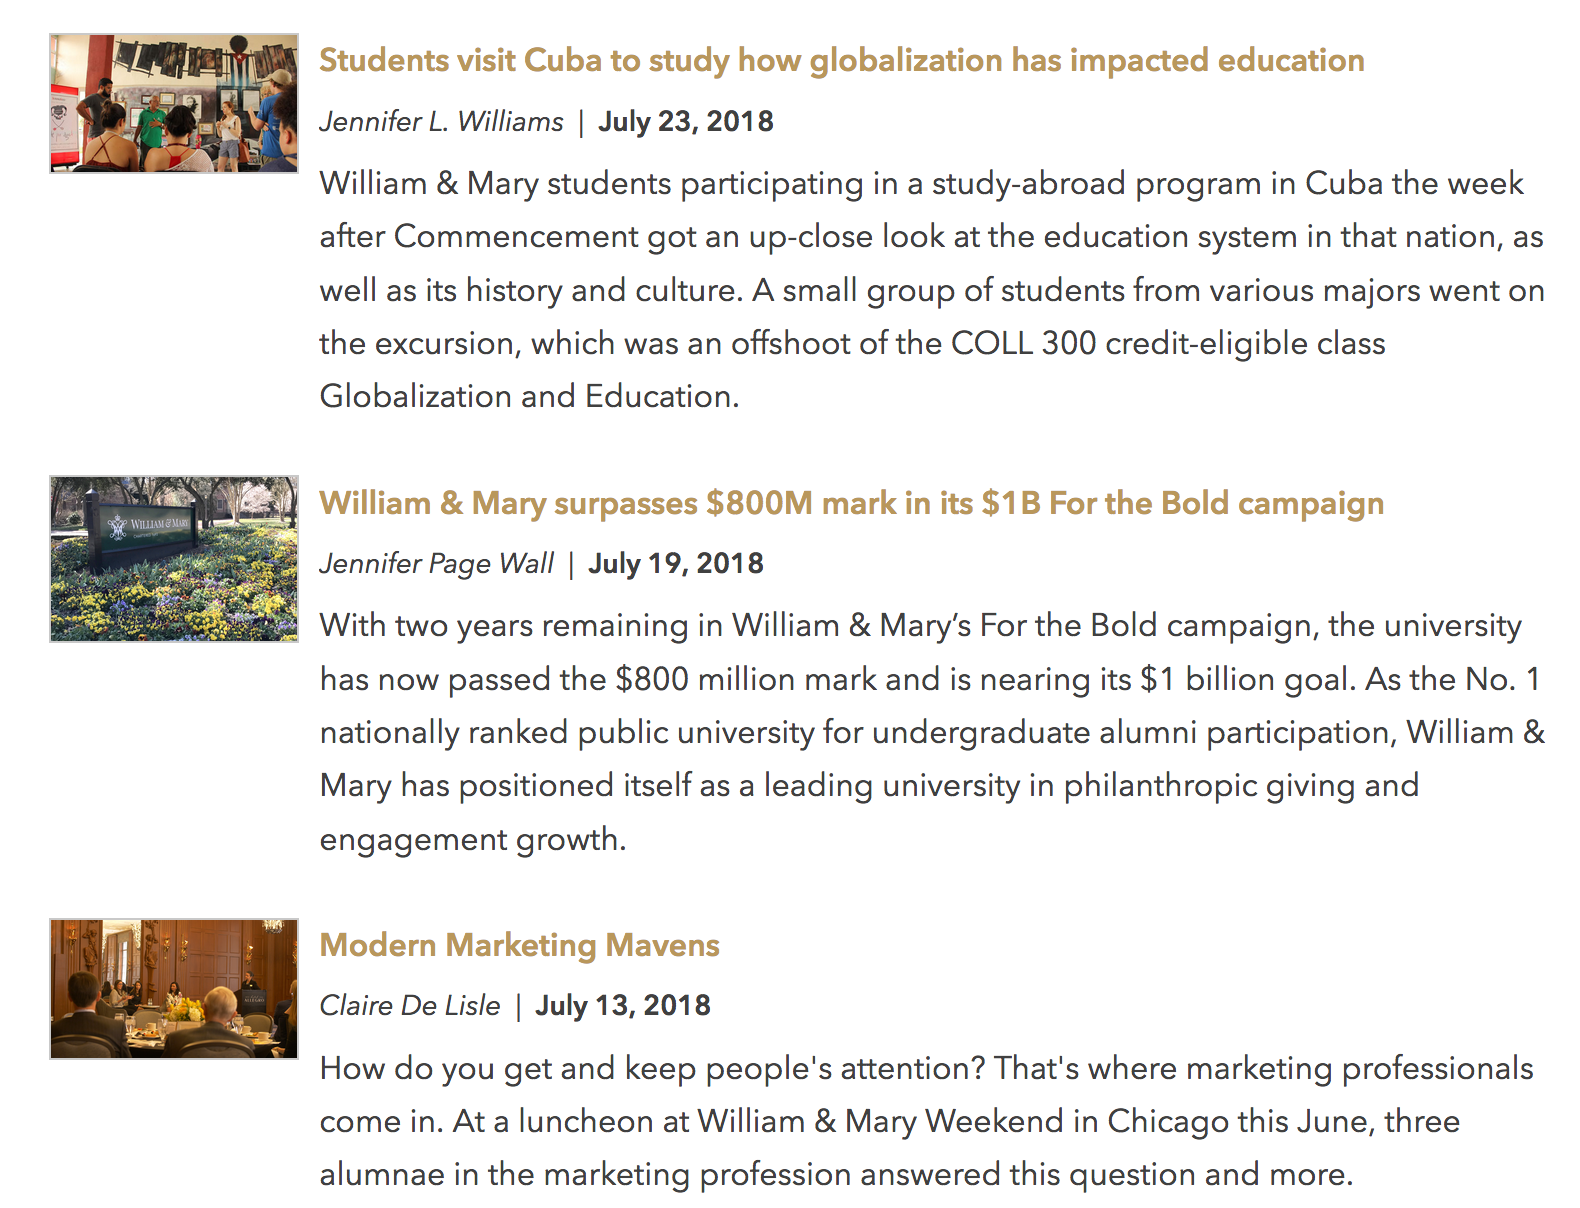 Students visit Cuba to study how globalization has impacted education
Jennifer L. Williams | July 23, 2018
William & Mary students participating in a study-abroad program in Cuba the week
after Commencement got an up-close look at the education system in that nation, as
well as its history and culture. A small group of students from various majors went on
the excursion, which was an offshoot of the COLL 300 credit-eligible class
Globalization and Education.
WILLIAM & MARY
William & Mary surpasses $800M mark in its $1B For the Bold campaign
Jennifer Page Wall | July 19, 2018
With two years remaining in William & Mary’s For the Bold campaign, the university
has now passed the $800 million mark and is nearing its $1 billion goal. As the No. 1
nationally ranked public university for undergraduate alumni participation, William &
Mary has positioned itself as a leading university in philanthropic giving and
engagement growth.
Modern Marketing Mavens
Claire De Lisle | July 13, 2018
How do you get and keep people's attention? That's where marketing professionals
come in. At a luncheon at William & Mary Weekend in Chicago this June, three
alumnae in the marketing profession answered this question and more.